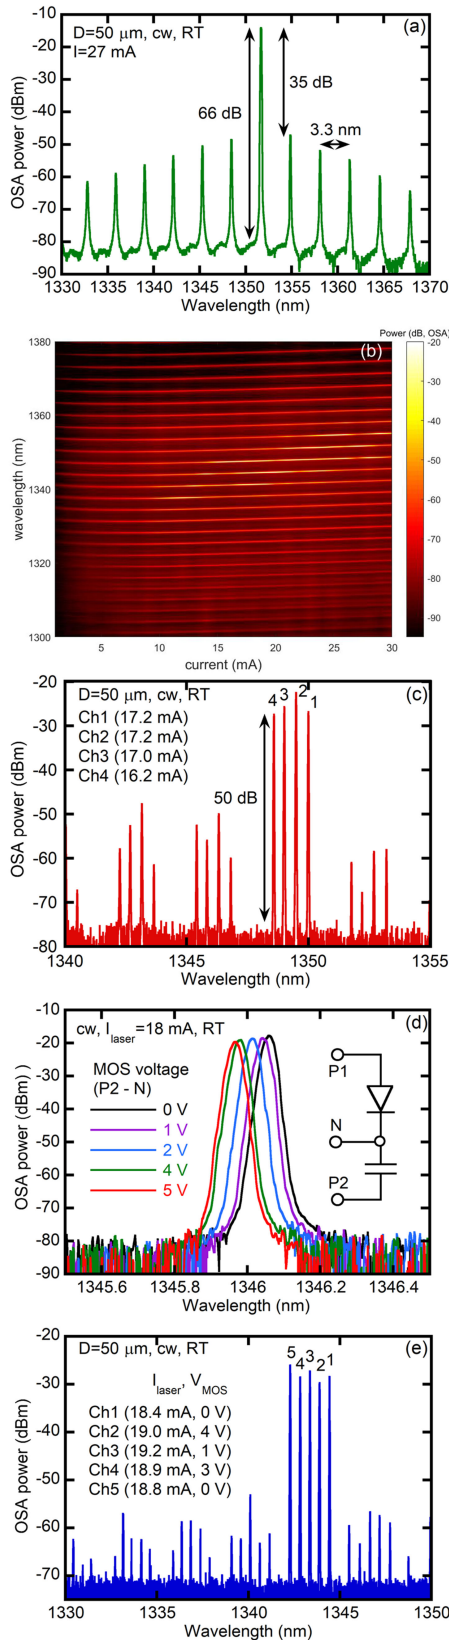 -10
(a)
D=50 μm, cw, RT
I=27 mA
-20
-30
66 dB
35 dB
-40
3.3 nm
-50
-60
-70
-80
-90
OSA power (dBm)
1330 1335 1340 1345 1350 1355 1360 1365 1370
Wavelength (nm)
Power (dB, OSA)
1380
(b)
-20
-30
1360
-40
-50
1340
-60
-70
1320
-80
-90
1300
wavelength (nm)
5 10 15 20 25 30
current (mA)
-20
(c)
D=50 μm, cw, RT
4 3 2 1
Ch1 (17.2 mA)
Ch2 (17.2 mA)
Ch3 (17.0 mA)
Ch4 (16.2 mA)
-30
-40
50 dB
-50
-60
-70
-80
OSA power (dBm)
1340 1345 1350 1355
Wavelength (nm)
-10
(d)
cw, Ilaser=18 mA, RT
-20
MOS voltage
(P2 - N)
0 V
1 V
2 V
4 V
5 V
P1
N
P2
-30
-40
-50
-60
-70
-80
-90
OSA power (dBm) )
1345.6 1345.8 1346 1346.2 1346.4
Wavelength (nm)
-20
(e)
D=50 μm, cw, RT
5 4 3 2 1
Ilaser, VMOS
Ch1 (18.4 mA, 0 V)
Ch2 (19.0 mA, 4 V)
Ch3 (19.2 mA, 1 V)
Ch4 (18.9 mA, 3 V)
Ch5 (18.8 mA, 0 V)
-30
-40
-50
-60
-70
OSA power (dBm)
1330 1335 1340 1345 1350
Wavelength (nm)